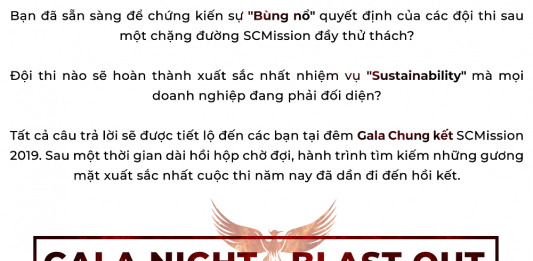 Bạn đã sẵn sàng để chứng kiến sự "Bùng nổ" quyết định của các đội thi sau
một chặng đường SCMission đầy thử thách?
Đội thi nào sẽ hoàn thành xuất sắc nhất nhiệm vụ "Sustainability" mà mọi
doanh nghiệp đang phải đối diện?
Tất cả câu trả lời sẽ được tiết lộ đến các bạn tại đêm Gala Chung kết SCMission
2019. Sau một thời gian dài hồi hộp chờ đợi, hành trình tìm kiếm những gương
mặt xuất sắc nhất cuộc thi năm nay đã dần đi đến hồi kết.
GALA NIGHT BLAST OUT